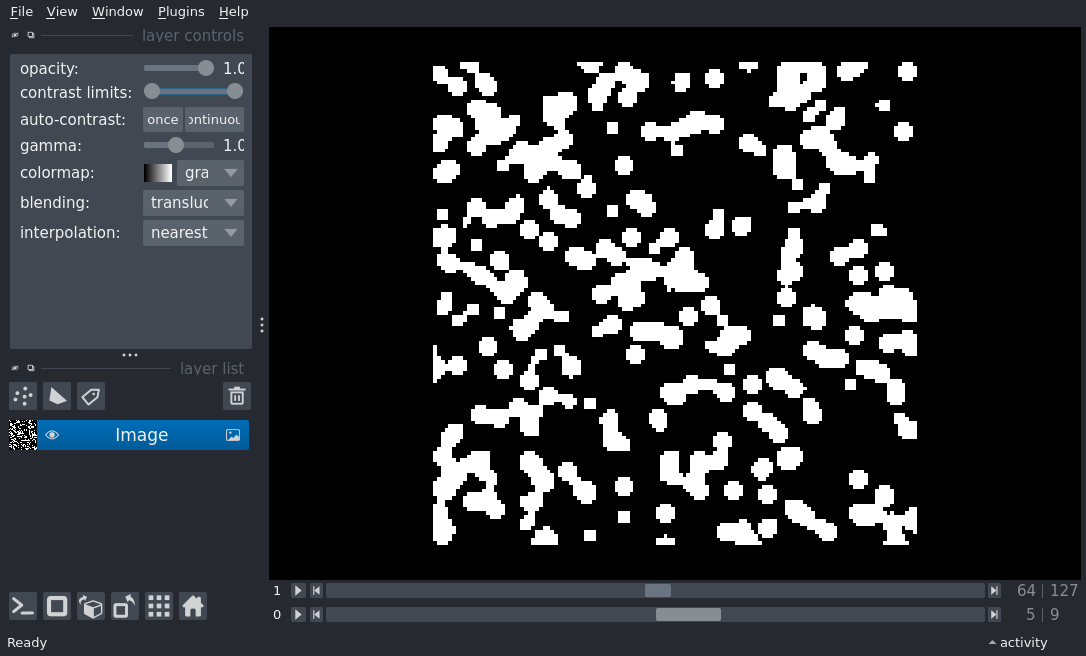 File View Window Plugins Help
layer controls
opacity: 1.0
contrast limits:
auto-contrast: once ontinuou
gamma: 1.0
colormap: gra
blending: transluc
interpolation: nearest
layer list
Image
1 64 127
0 5 9
Ready activity